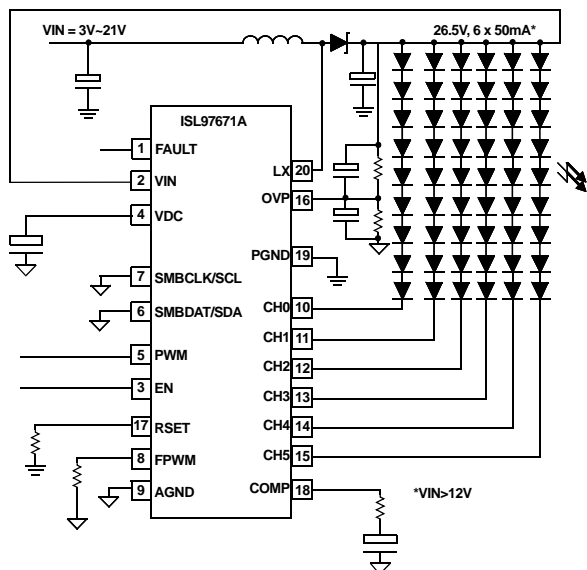 VIN = 3V~21V
26.5V, 6 x 50mA*
ISL97671A
1 FAULT
2 VIN
4 VDC
7 SMBCLK/SCL
6 SMBDAT/SDA
5 PWM
3 EN
17 RSET
8 FPWM
9 AGND
LX 20
OVP 16
PGND 19
CH0 10
CH1 11
CH2 12
CH3 13
CH4 14
CH5 15
COMP 18
*VIN>12V